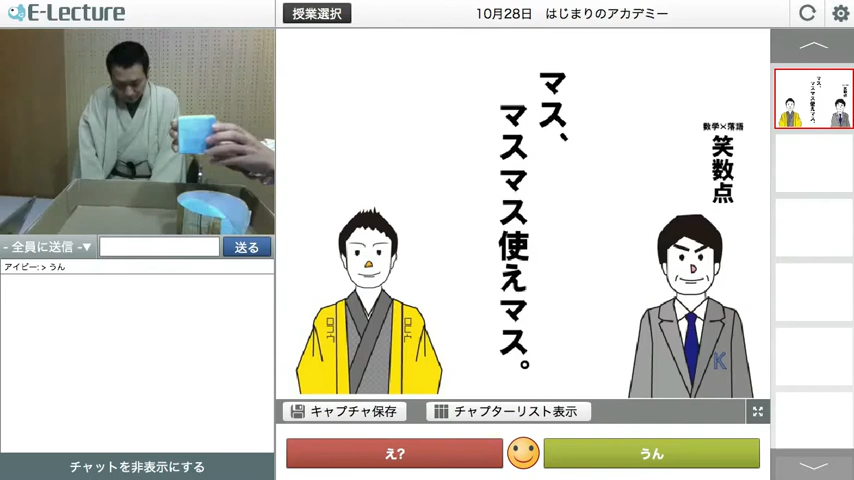 E-Lecture
授業選択
10月28日 はじまりのアカデミー
マス、
マスマス使えマス。
数学×落語
笑数点
K
- 全員に送信 -▼
送る
アイビー: > うん
キャプチャ保存
チャプターリスト表示
え?
うん
チャットを非表示にする